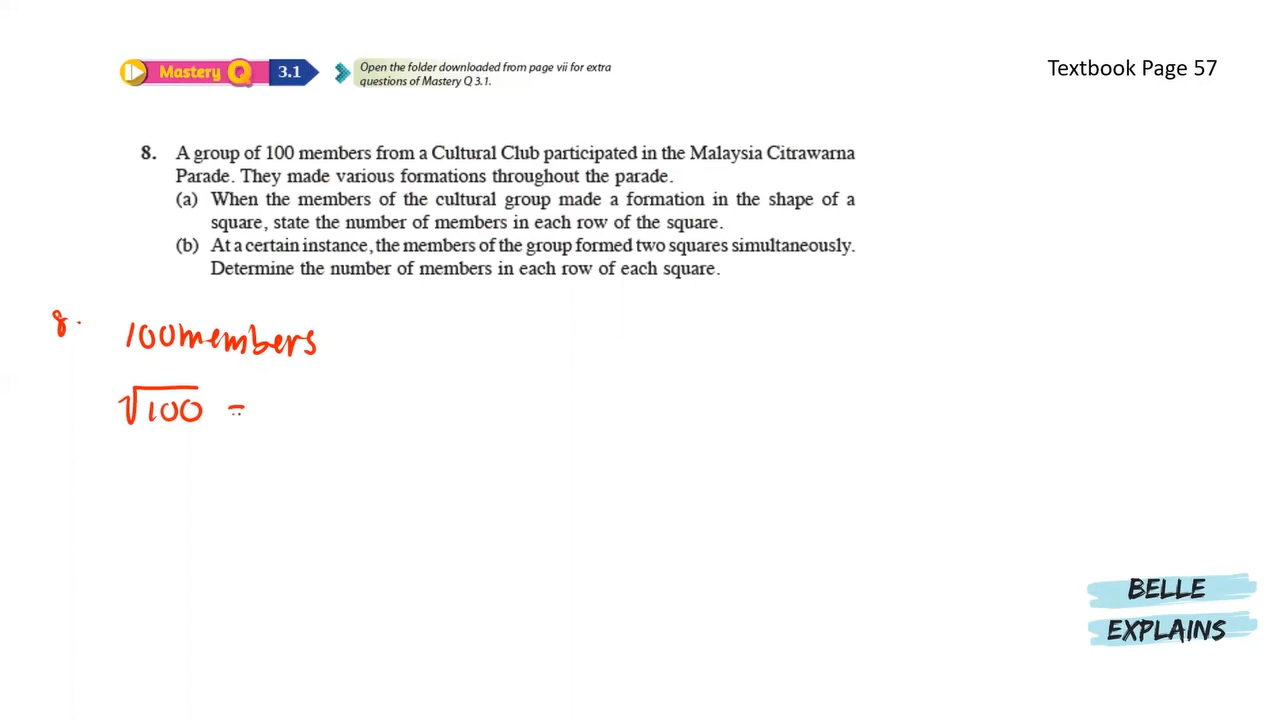 Mastery Q 3.1
Open the folder downloaded from page vii for extra
questions of Mastery Q 3.1.
Textbook Page 57
8. A group of 100 members from a Cultural Club participated in the Malaysia Citrawarna
Parade. They made various formations throughout the parade.
(a) When the members of the cultural group made a formation in the shape of a
square, state the number of members in each row of the square.
(b) At a certain instance, the members of the group formed two squares simultaneously.
Determine the number of members in each row of each square.
8. 100 members
√100 =
BELLE
EXPLAINS